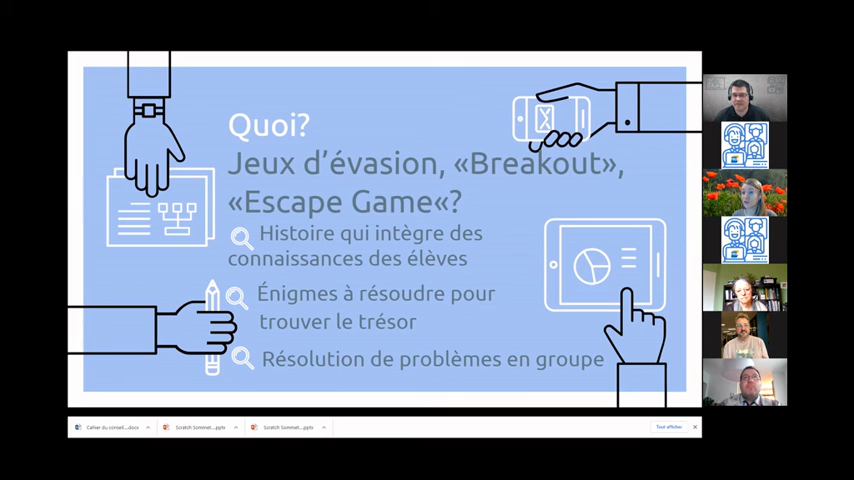 Quoi?
Jeux d’évasion, «Breakout»,
«Escape Game«?
Histoire qui intègre des
connaissances des élèves
Énigmes à résoudre pour
trouver le trésor
Résolution de problèmes en groupe
Cahier du conseil....docx
Scratch Sommet....pptx
Scratch Sommet....pptx
Tout afficher